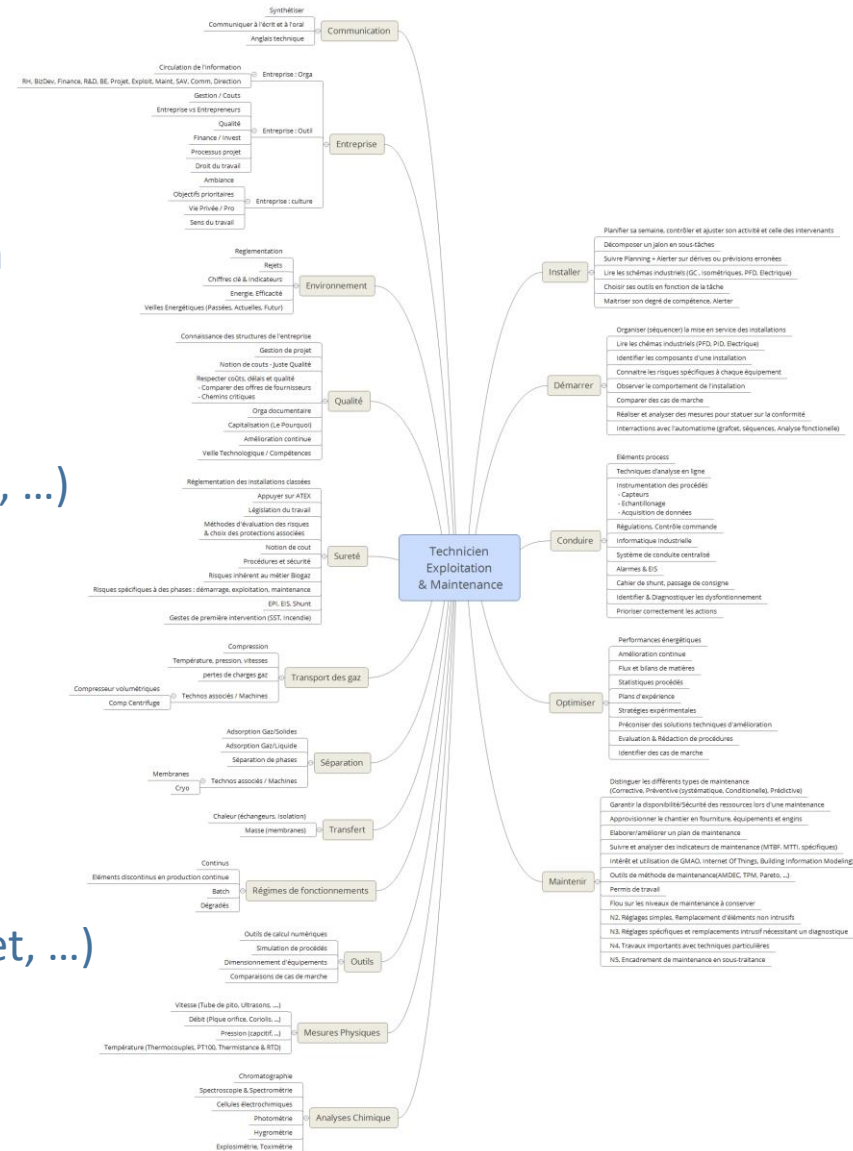 Synthétiser
Communiquer à l'écrit et à l'oral
Anglais technique
Communication
Circulation de l'information
RH, BizDev, Finance, R&D, BE, Projet, Exploit, Maint, SAV, Comm, Direction
Entreprise : Orga
Gestion / Couts
Entreprise vs Entrepreneurs
Qualité
Finance / Invest
Processus projet
Droit du travail
Entreprise : Outil
Ambiance
Objectifs prioritaires
Vie Privée / Pro
Sens du travail
Entreprise : culture
Entreprise
Reglementation
Rejets
Chiffres clé & indicateurs
Energie, Efficacité
Veilles Energétiques (Passées, Actuelles, Futur)
Environnement
Connaissance des structures de l'entreprise
Gestion de projet
Notion de couts - Juste Qualité
Respecter coûts, délais et qualité
- Comparer des offres de fournisseurs
- Chemins critiques
Orga documentaire
Capitalisation (Le Pourquoi)
Amélioration continue
Veille Technologique / Compétences
Qualité
, ...)
Réglementation des installations classées
Appuyer sur ATEX
Législation du travail
Méthodes d'évaluation des risques
& choix des protections associées
Notion de cout
Procédures et sécurité
Risques inhérent au métier Biogaz
Risques spécifiques à des phases : démarrage, exploitation, maintenance
EPI, EIS, Shunt
Gestes de première intervention (SST, Incendie)
Sureté
Compression
Température, pression, vitesses
pertes de charges gaz
Compresseur volumétriques
Comp Centrifuge
Technos associés / Machines
Transport des gaz
Adsorption Gaz/Solides
Adsorption Gaz/Liquide
Séparation de phases
Membranes
Cryo
Technos associés / Machines
Séparation
Chaleur (échangeurs, isolation)
Masse (membranes)
Transfert
Continus
Eléments discontinus en production continue
Batch
Dégradés
Régimes de fonctionnements
et, ...)
Outils de calcul numériques
Simulation de procédés
Dimensionnement d'équipements
Comparaisons de cas de marche
Outils
Vitesse (Tube de pito, Ultrasons, ...)
Débit (Plque orifice, Coriolis, ..)
Pression (capcitif, ..)
Température (Thermocouples, PT100, Thermistance & RTD)
Mesures Physiques
Chromatographie
Spectroscopie & Spectrométrie
Cellules électrochimiques
Photométrie
Hygrométrie
Explosimétrie, Toximétrie
Analyses Chimique
Technicien
Exploitation
& Maintenance
Installer
Planifier sa semaine, contrôler et ajuster son activité et celle des intervenants
Décomposer un jalon en sous-tâches
Suivre Planning + Alerter sur dérives ou prévisions erronées
Lire les schémas industriels (GC , Isométriques, PFD, Electrique)
Choisir ses outils en fonction de la tâche
Maitriser son degré de compétence, Alerter
Démarrer
Organiser (séquencer) la mise en service des installations
Lire les chémas industriels (PFD, PID, Electrique)
Identifier les composants d'une installation
Connaitre les risques spécifiques à chaque équipement
Observer le comportement de l'installation
Comparer des cas de marche
Réaliser et analyser des mesures pour statuer sur la conformité
Interractions avec l'automatisme (grafcet, séquences, Analyse fonctionelle)
Conduire
Eléments process
Techniques d'analyse en ligne
Instrumentation des procédés
- Capteurs
- Echantillonage
- Acquisition de données
Régulations, Contrôle commande
Informatique Industrielle
Système de conduite centralisé
Alarmes & EIS
Cahier de shunt, passage de consigne
Identifier & Diagnostiquer les dysfontionnement
Prioriser correctement les actions
Optimiser
Performances énergétiques
Amélioration continue
Flux et bilans de matières
Statistiques procédés
Plans d'expérience
Stratégies expérimentales
Préconiser des solutions techniques d'amélioration
Evaluation & Rédaction de procédures
Identifier des cas de marche
Maintenir
Distinguer les différents types de maintenance
(Corrective, Préventive (systématique, Conditionelle), Prédictive)
Garantir la disponibilité/Sécurité des ressources lors d'une maintenance
Approvisionner le chantier en fourniture, équipements et engins
Elaborer/améliorer un plan de maintenance
Suivre et analyser des indicateurs de maintenance (MTBF, MTTI, spécifiques)
Intérêt et utilisation de GMAO, Internet Of Things, Building Information Modeling
Outils de méthode de maintenance(AMDEC, TPM, Pareto, ..)
Permis de travail
Flou sur les niveaux de maintenance à conserver
N2. Réglages simples, Remplacement d'éléments non intrusifs
N3. Réglages spécifiques et remplacements intrusif nécessitant un diagnostique
N4. Travaux importants avec techniques particulières
N5. Encadrement de maintenance en sous-traitance